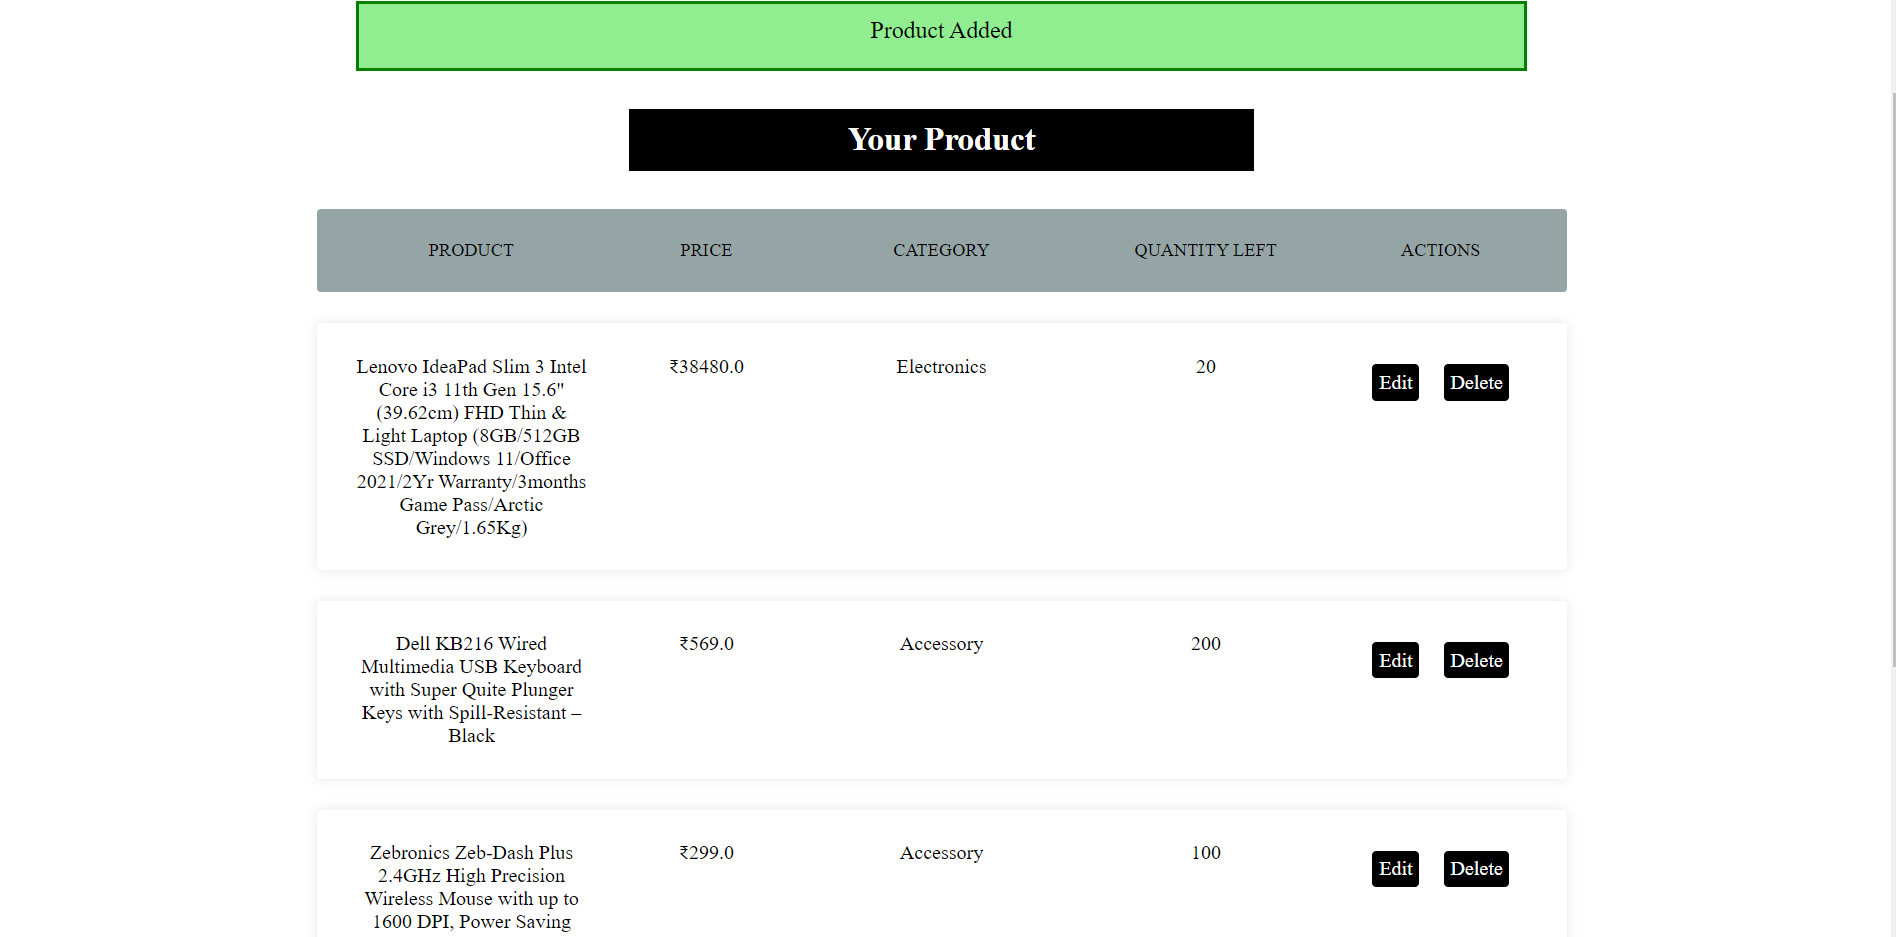 Product Added
Your Product
PRODUCT PRICE CATEGORY QUANTITY LEFT ACTIONS
Lenovo IdeaPad Slim 3 Intel ₹38480.0 Electronics 20 Edit Delete
Core i3 11th Gen 15.6"
(39.62cm) FHD Thin &
Light Laptop (8GB/512GB
SSD/Windows 11/Office
2021/2Yr Warranty/3months
Game Pass/Arctic
Grey/1.65Kg)
Dell KB216 Wired ₹569.0 Accessory 200 Edit Delete
Multimedia USB Keyboard
with Super Quite Plunger
Keys with Spill-Resistant –
Black
Zebronics Zeb-Dash Plus ₹299.0 Accessory 100 Edit Delete
2.4GHz High Precision
Wireless Mouse with up to
1600 DPI, Power Saving